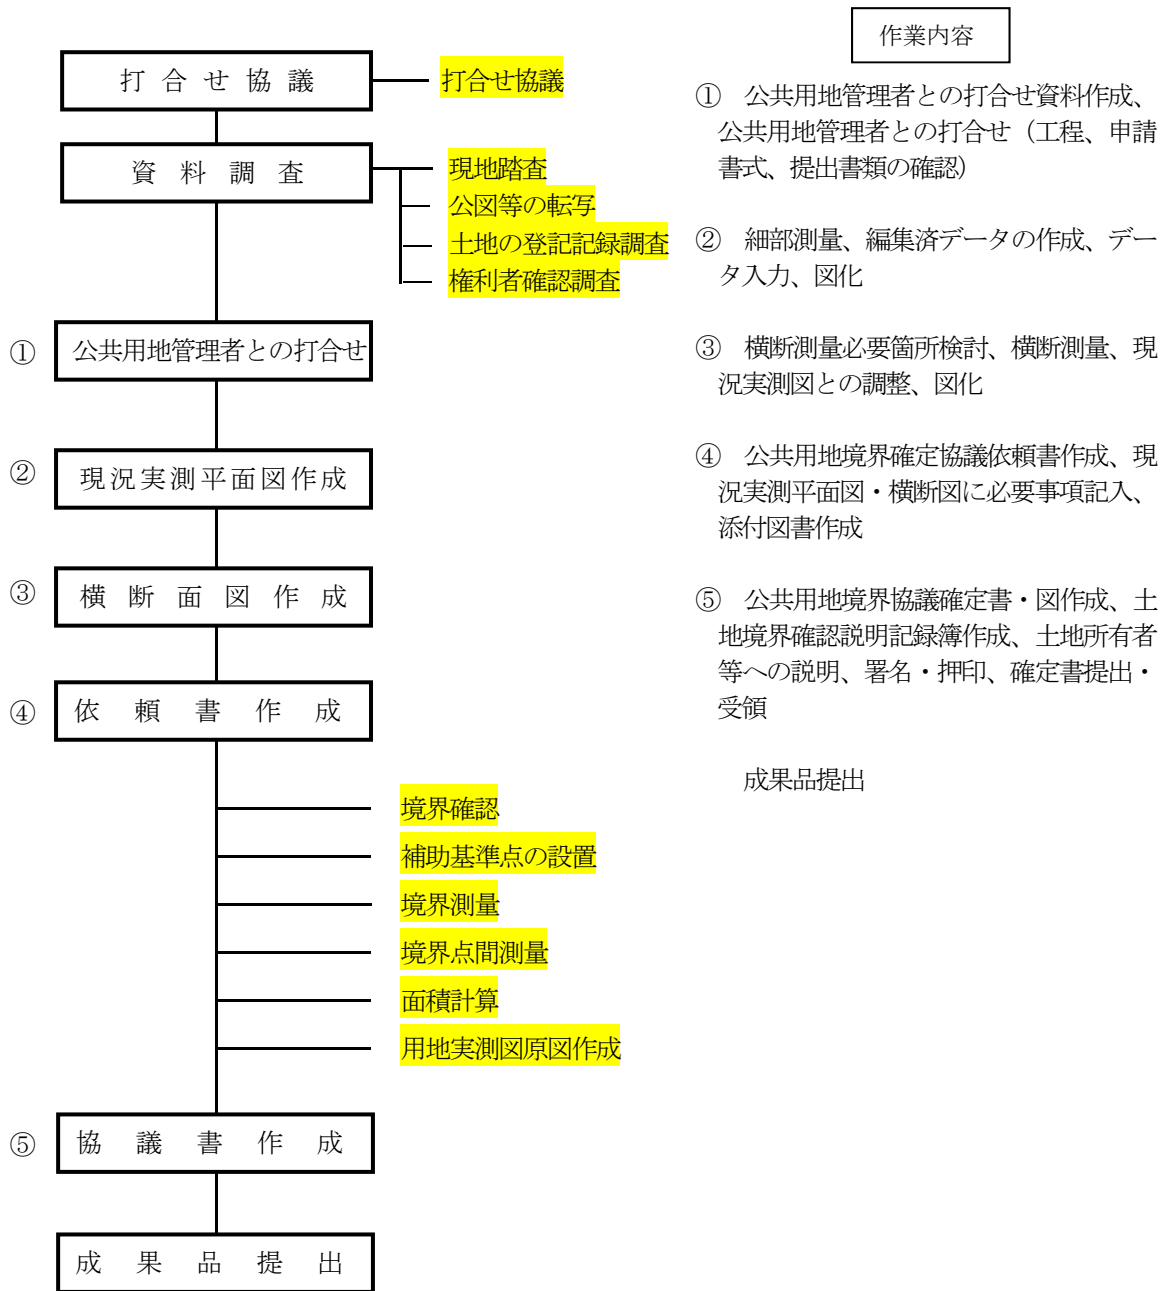 打合せ協議
打合せ協議
資料調査
現地踏査
公図等の転写
土地の登記記録調査
権利者確認調査
① 公共用地管理者との打合せ
② 現況実測平面図作成
③ 横断面図作成
④ 依頼書作成
境界確認
補助基準点の設置
境界測量
境界点間測量
面積計算
用地実測図原図作成
⑤ 協議書作成
成果品提出
作業内容
① 公共用地管理者との打合せ資料作成、
公共用地管理者との打合せ（工程、申請
書式、提出書類の確認）
② 細部測量、編集済データの作成、デー
タ入力、図化
③ 横断測量必要箇所検討、横断測量、現
況実測図との調整、図化
④ 公共用地境界確定協議依頼書作成、現
況実測平面図・横断図に必要事項記入、
添付図書作成
⑤ 公共用地境界協議確定書・図作成、土
地境界確認説明記録簿作成、土地所有者
等への説明、署名・押印、確定書提出・
受領
成果品提出